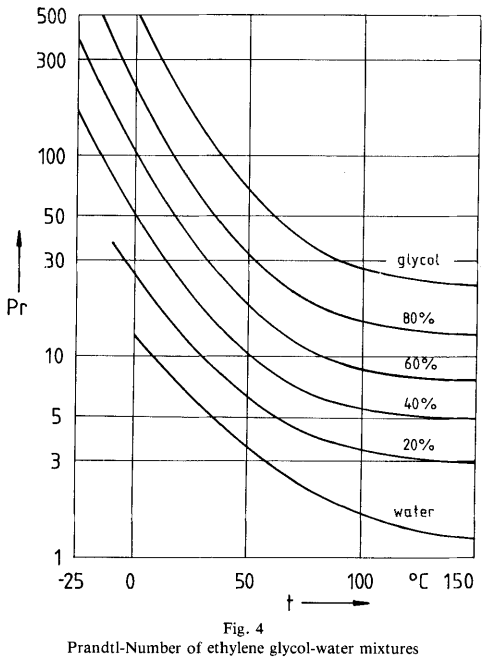 500
300
100
50
30
Pr
10
5
3
1
glycol
80%
60%
40%
20%
water
-25 0 50 100 °C 150
t
Fig. 4
Prandtl-Number of ethylene glycol-water mixtures